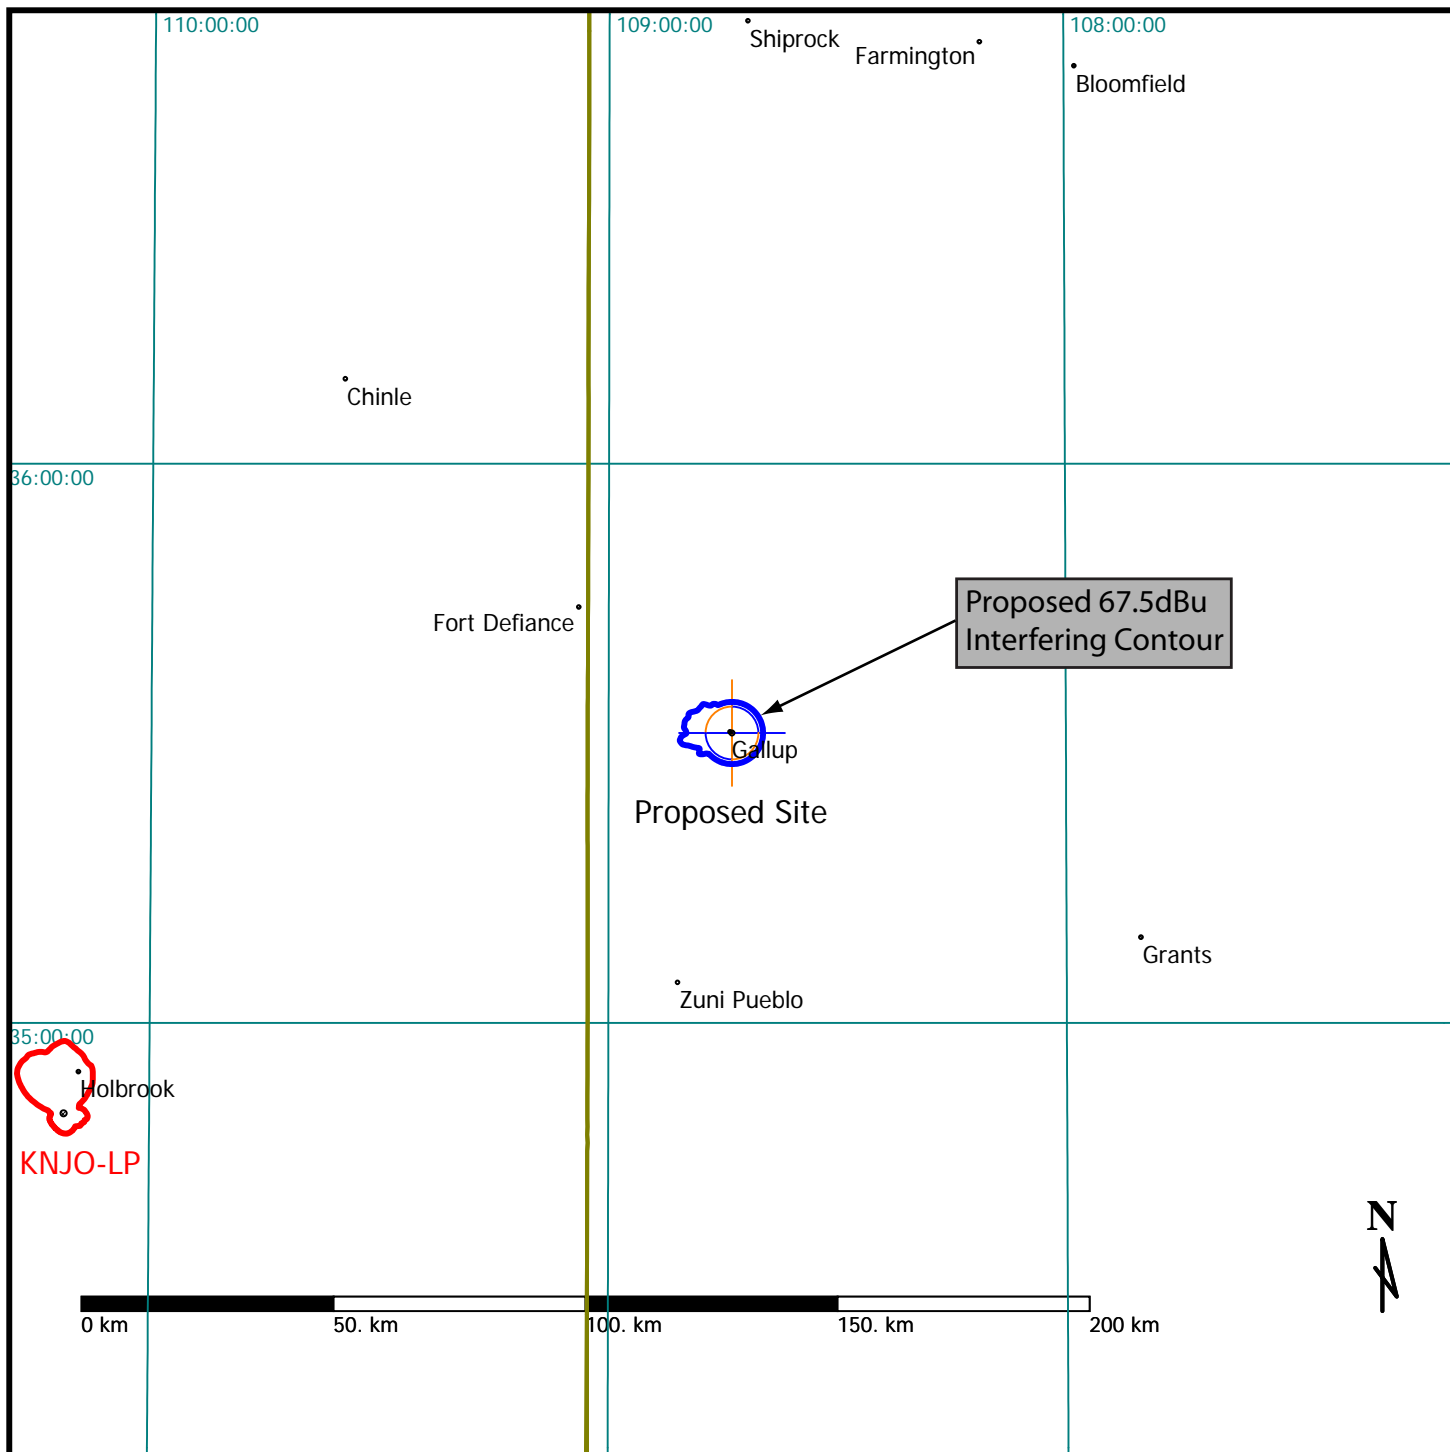 110:00:00
109:00:00
108:00:00
Shiprock
Farmington
Bloomfield
Chinle
36:00:00
Proposed 67.5dBu
Interfering Contour
Fort Defiance
Gallup
Proposed Site
Grants
Zuni Pueblo
35:00:00
Holbrook
KNJO-LP
N
0 km
50. km
100. km
150. km
200 km